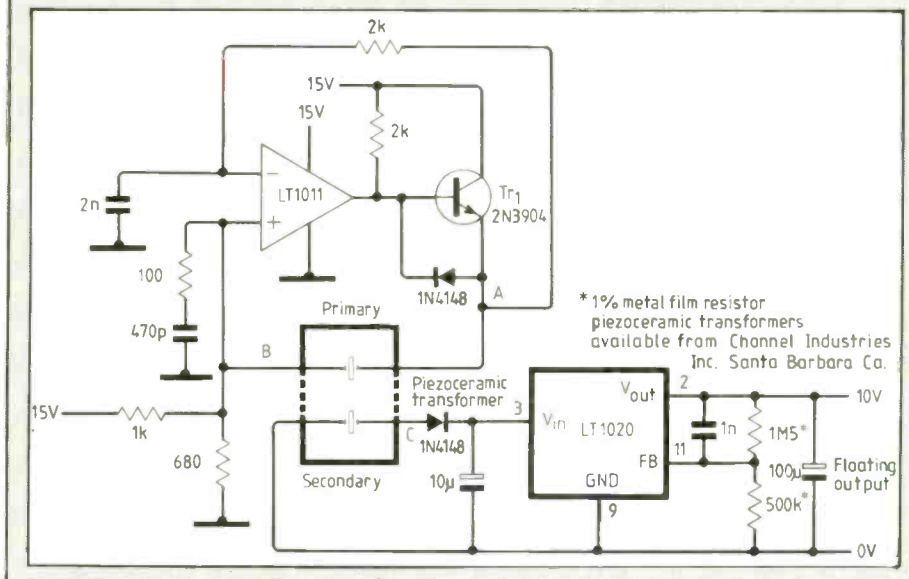 2k
15V
15V
2k
LT1011
−
+
Tr1
2N3904
2n
100
470p
1N4148
A
Primary
B
15V
1k
680
Piezoceramic
transformer
C
1N4148
Secondary
10µ
* 1% metal film resistor
piezoceramic transformers
available from Channel Industries
Inc. Santa Barbara Ca.
3
Vin
Vout
2
LT1020
FB
11
GND
9
1n
1M5*
500k*
100µ
Floating
output
10V
0V